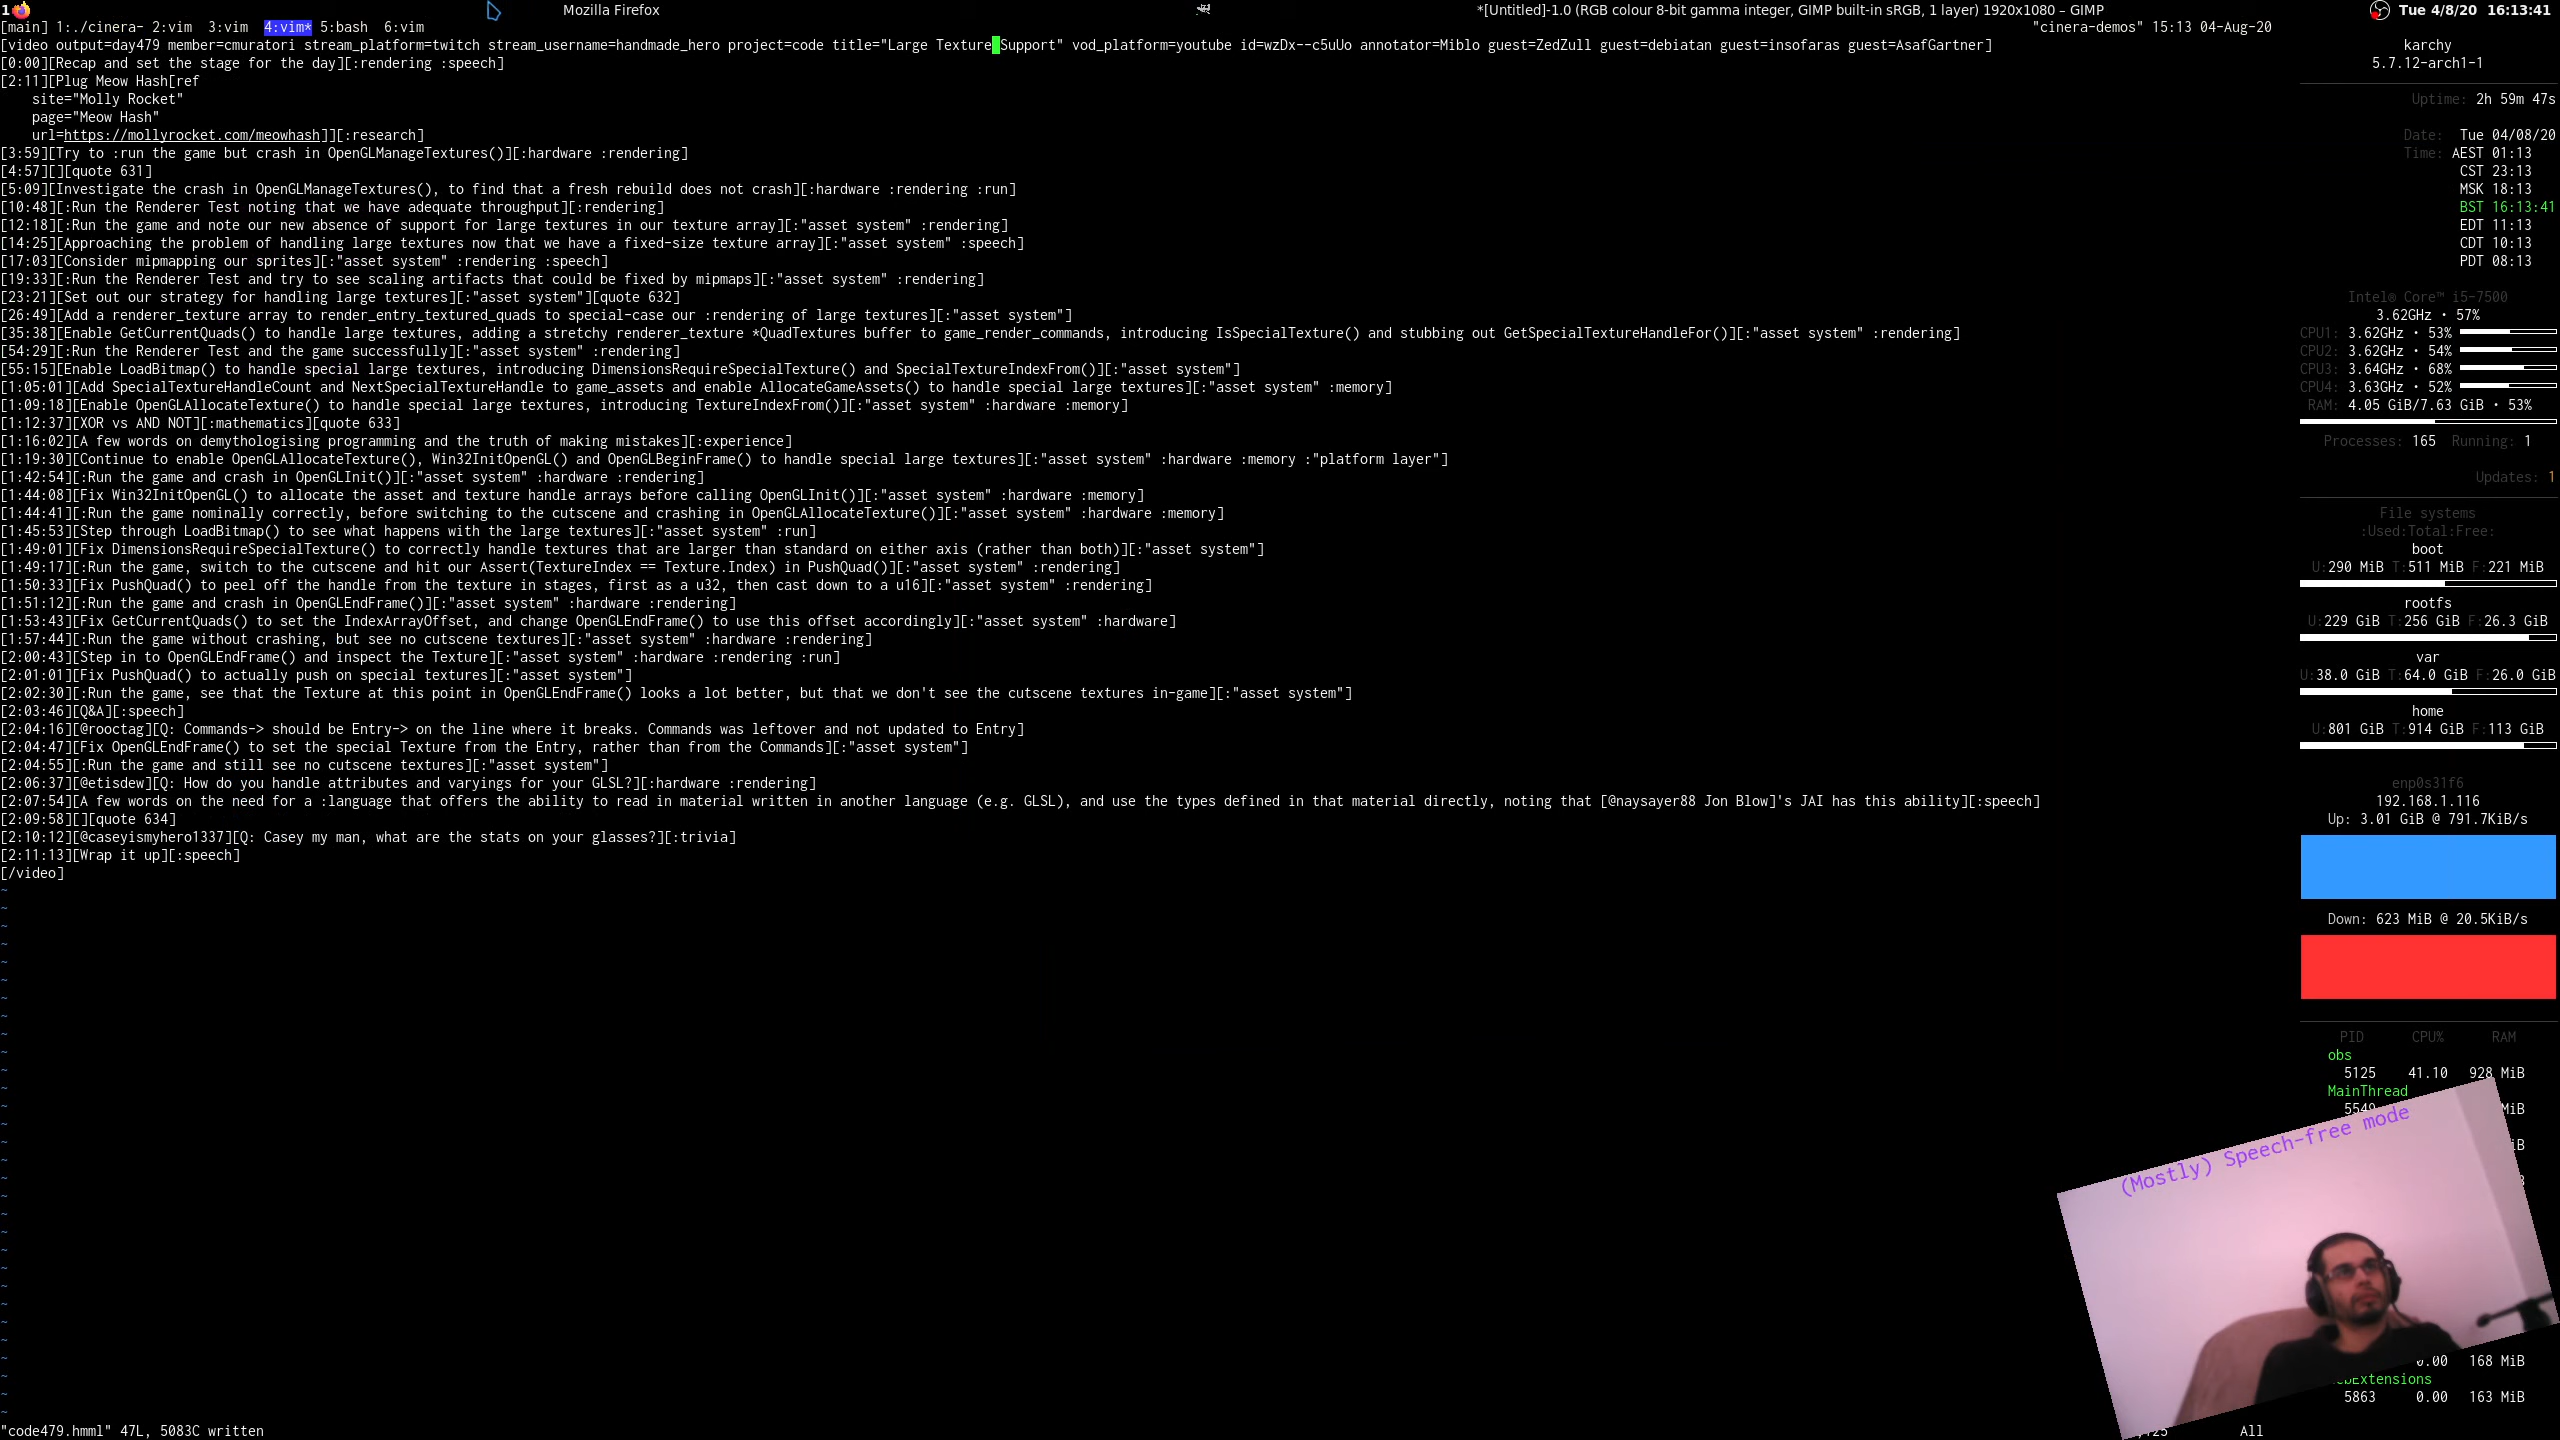 1 Mozilla Firefox *[Untitled]-1.0 (RGB colour 8-bit gamma integer, GIMP built-in sRGB, 1 layer) 1920x1080 – GIMP Tue 4/8/20 16:13:41
[main] 1:./cinera- 2:vim 3:vim 4:vim* 5:bash 6:vim "cinera-demos" 15:13 04-Aug-20
[video output=day479 member=cmuratori stream_platform=twitch stream_username=handmade_hero project=code title="Large Texture Support" vod_platform=youtube id=wzDx--c5uUo annotator=Miblo guest=ZedZull guest=debiatan guest=insofaras guest=AsafGartner]
[0:00][Recap and set the stage for the day][:rendering :speech]
[2:11][Plug Meow Hash[ref
site="Molly Rocket"
page="Meow Hash"
url=https://mollyrocket.com/meowhash]][:research]
[3:59][Try to :run the game but crash in OpenGLManageTextures()][:hardware :rendering]
[4:57][][quote 631]
[5:09][Investigate the crash in OpenGLManageTextures(), to find that a fresh rebuild does not crash][:hardware :rendering :run]
[10:48][:Run the Renderer Test noting that we have adequate throughput][:rendering]
[12:18][:Run the game and note our new absence of support for large textures in our texture array][:"asset system" :rendering]
[14:25][Approaching the problem of handling large textures now that we have a fixed-size texture array][:"asset system" :speech]
[17:03][Consider mipmapping our sprites][:"asset system" :rendering :speech]
[19:33][:Run the Renderer Test and try to see scaling artifacts that could be fixed by mipmaps][:"asset system" :rendering]
[23:21][Set out our strategy for handling large textures][:"asset system"][quote 632]
[26:49][Add a renderer_texture array to render_entry_textured_quads to special-case our :rendering of large textures][:"asset system"]
[35:38][Enable GetCurrentQuads() to handle large textures, adding a stretchy renderer_texture *QuadTextures buffer to game_render_commands, introducing IsSpecialTexture() and stubbing out GetSpecialTextureHandleFor()][:"asset system" :rendering]
[54:29][:Run the Renderer Test and the game successfully][:"asset system" :rendering]
[55:15][Enable LoadBitmap() to handle special large textures, introducing DimensionsRequireSpecialTexture() and SpecialTextureIndexFrom()][:"asset system"]
[1:05:01][Add SpecialTextureHandleCount and NextSpecialTextureHandle to game_assets and enable AllocateGameAssets() to handle special large textures][:"asset system" :memory]
[1:09:18][Enable OpenGLAllocateTexture() to handle special large textures, introducing TextureIndexFrom()][:"asset system" :hardware :memory]
[1:12:37][XOR vs AND NOT][:mathematics][quote 633]
[1:16:02][A few words on demythologising programming and the truth of making mistakes][:experience]
[1:19:30][Continue to enable OpenGLAllocateTexture(), Win32InitOpenGL() and OpenGLBeginFrame() to handle special large textures][:"asset system" :hardware :memory :"platform layer"]
[1:42:54][:Run the game and crash in OpenGLInit()][:"asset system" :hardware :rendering]
[1:44:08][Fix Win32InitOpenGL() to allocate the asset and texture handle arrays before calling OpenGLInit()][:"asset system" :hardware :memory]
[1:44:41][:Run the game nominally correctly, before switching to the cutscene and crashing in OpenGLAllocateTexture()][:"asset system" :hardware :memory]
[1:45:53][Step through LoadBitmap() to see what happens with the large textures][:"asset system" :run]
[1:49:01][Fix DimensionsRequireSpecialTexture() to correctly handle textures that are larger than standard on either axis (rather than both)][:"asset system"]
[1:49:17][:Run the game, switch to the cutscene and hit our Assert(TextureIndex == Texture.Index) in PushQuad()][:"asset system" :rendering]
[1:50:33][Fix PushQuad() to peel off the handle from the texture in stages, first as a u32, then cast down to a u16][:"asset system" :rendering]
[1:51:12][:Run the game and crash in OpenGLEndFrame()][:"asset system" :hardware :rendering]
[1:53:43][Fix GetCurrentQuads() to set the IndexArrayOffset, and change OpenGLEndFrame() to use this offset accordingly][:"asset system" :hardware]
[1:57:44][:Run the game without crashing, but see no cutscene textures][:"asset system" :hardware :rendering]
[2:00:43][Step in to OpenGLEndFrame() and inspect the Texture][:"asset system" :hardware :rendering :run]
[2:01:01][Fix PushQuad() to actually push on special textures][:"asset system"]
[2:02:30][:Run the game, see that the Texture at this point in OpenGLEndFrame() looks a lot better, but that we don't see the cutscene textures in-game][:"asset system"]
[2:03:46][Q&A][:speech]
[2:04:16][@rooctag][Q: Commands-> should be Entry-> on the line where it breaks. Commands was leftover and not updated to Entry]
[2:04:47][Fix OpenGLEndFrame() to set the special Texture from the Entry, rather than from the Commands][:"asset system"]
[2:04:55][:Run the game and still see no cutscene textures][:"asset system"]
[2:06:37][@etisdew][Q: How do you handle attributes and varyings for your GLSL?][:hardware :rendering]
[2:07:54][A few words on the need for a :language that offers the ability to read in material written in another language (e.g. GLSL), and use the types defined in that material directly, noting that [@naysayer88 Jon Blow]'s JAI has this ability][:speech]
[2:09:58][][quote 634]
[2:10:12][@caseyismyhero1337][Q: Casey my man, what are the stats on your glasses?][:trivia]
[2:11:13][Wrap it up][:speech]
[/video]
"code479.hmml" 47L, 5083C written
All
karchy
5.7.12-arch1-1
Uptime: 2h 59m 47s
Date: Tue 04/08/20
Time: AEST 01:13
CST 23:13
MSK 18:13
BST 16:13:41
EDT 11:13
CDT 10:13
PDT 08:13
Intel® Core™ i5-7500
3.62GHz • 57%
CPU1: 3.62GHz • 53%
CPU2: 3.62GHz • 54%
CPU3: 3.64GHz • 68%
CPU4: 3.63GHz • 52%
RAM: 4.05 GiB/7.63 GiB • 53%
Processes: 165 Running: 1
Updates: 1
File systems
:Used:Total:Free:
boot
U:290 MiB T:511 MiB F:221 MiB
rootfs
U:229 GiB T:256 GiB F:26.3 GiB
var
U:38.0 GiB T:64.0 GiB F:26.0 GiB
home
U:801 GiB T:914 GiB F:113 GiB
enp0s31f6
192.168.1.116
Up: 3.01 GiB @ 791.7KiB/s
Down: 623 MiB @ 20.5KiB/s
PID CPU% RAM
obs
5125 41.10 928 MiB
MainThread
MiB
(Mostly) Speech-free mode
0.00 168 MiB
5863 0.00 163 MiB